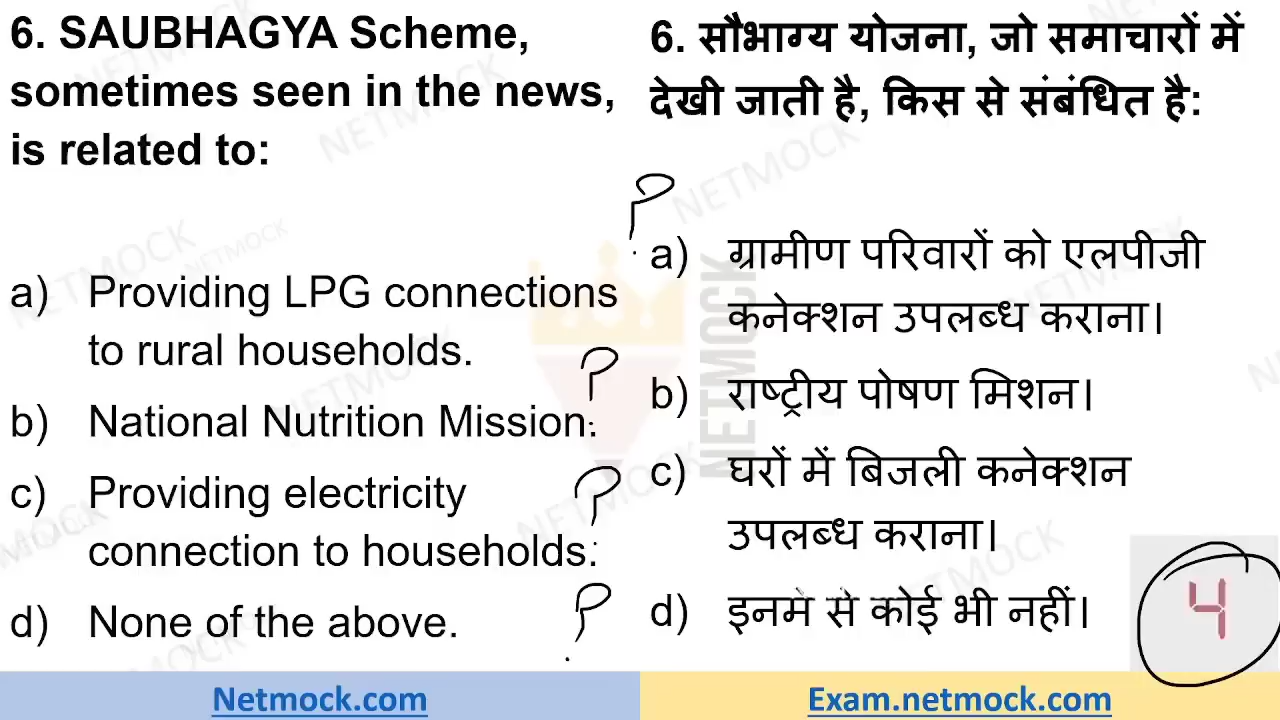 6. SAUBHAGYA Scheme,
sometimes seen in the news,
is related to:
a) Providing LPG connections
to rural households.
b) National Nutrition Mission.
c) Providing electricity
connection to households.
d) None of the above.
6. सौभाग्य योजना, जो समाचारों में
देखी जाती है, किस से संबंधित है:
a) ग्रामीण परिवारों को एलपीजी
कनेक्शन उपलब्ध कराना।
b) राष्ट्रीय पोषण मिशन।
c) घरों में बिजली कनेक्शन
उपलब्ध कराना।
d) इनमें से कोई भी नहीं।
?
?
?
?
4
NETMOCK
Netmock.com
Exam.netmock.com